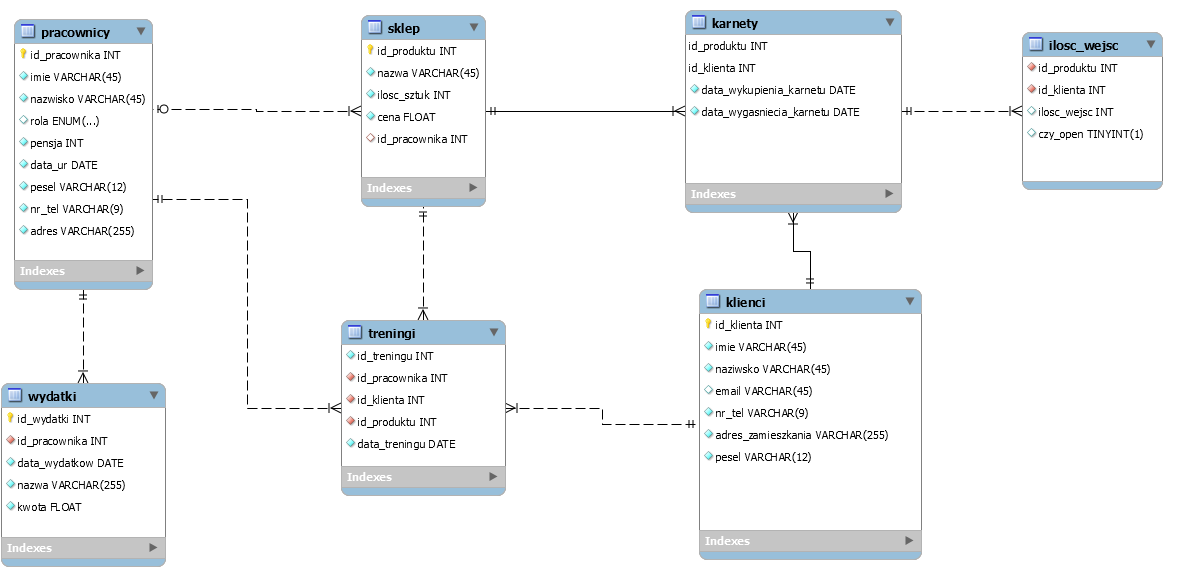 pracownicy
id_pracownika INT
imie VARCHAR(45)
nazwisko VARCHAR(45)
rola ENUM(...)
pensja INT
data_ur DATE
pesel VARCHAR(12)
nr_tel VARCHAR(9)
adres VARCHAR(255)
Indexes
sklep
id_produktu INT
nazwa VARCHAR(45)
ilosc_sztuk INT
cena FLOAT
id_pracownika INT
Indexes
karnety
id_produktu INT
id_klienta INT
data_wykupienia_karnetu DATE
data_wygasniecia_karnetu DATE
Indexes
ilosc_wejsc
id_produktu INT
id_klienta INT
ilosc_wejsc INT
czy_open TINYINT(1)
wydatki
id_wydatki INT
id_pracownika INT
data_wydatkow DATE
nazwa VARCHAR(255)
kwota FLOAT
Indexes
treningi
id_treningu INT
id_pracownika INT
id_klienta INT
id_produktu INT
data_treningu DATE
Indexes
klienci
id_klienta INT
imie VARCHAR(45)
naziwsko VARCHAR(45)
email VARCHAR(45)
nr_tel VARCHAR(9)
adres_zamieszkania VARCHAR(255)
pesel VARCHAR(12)
Indexes